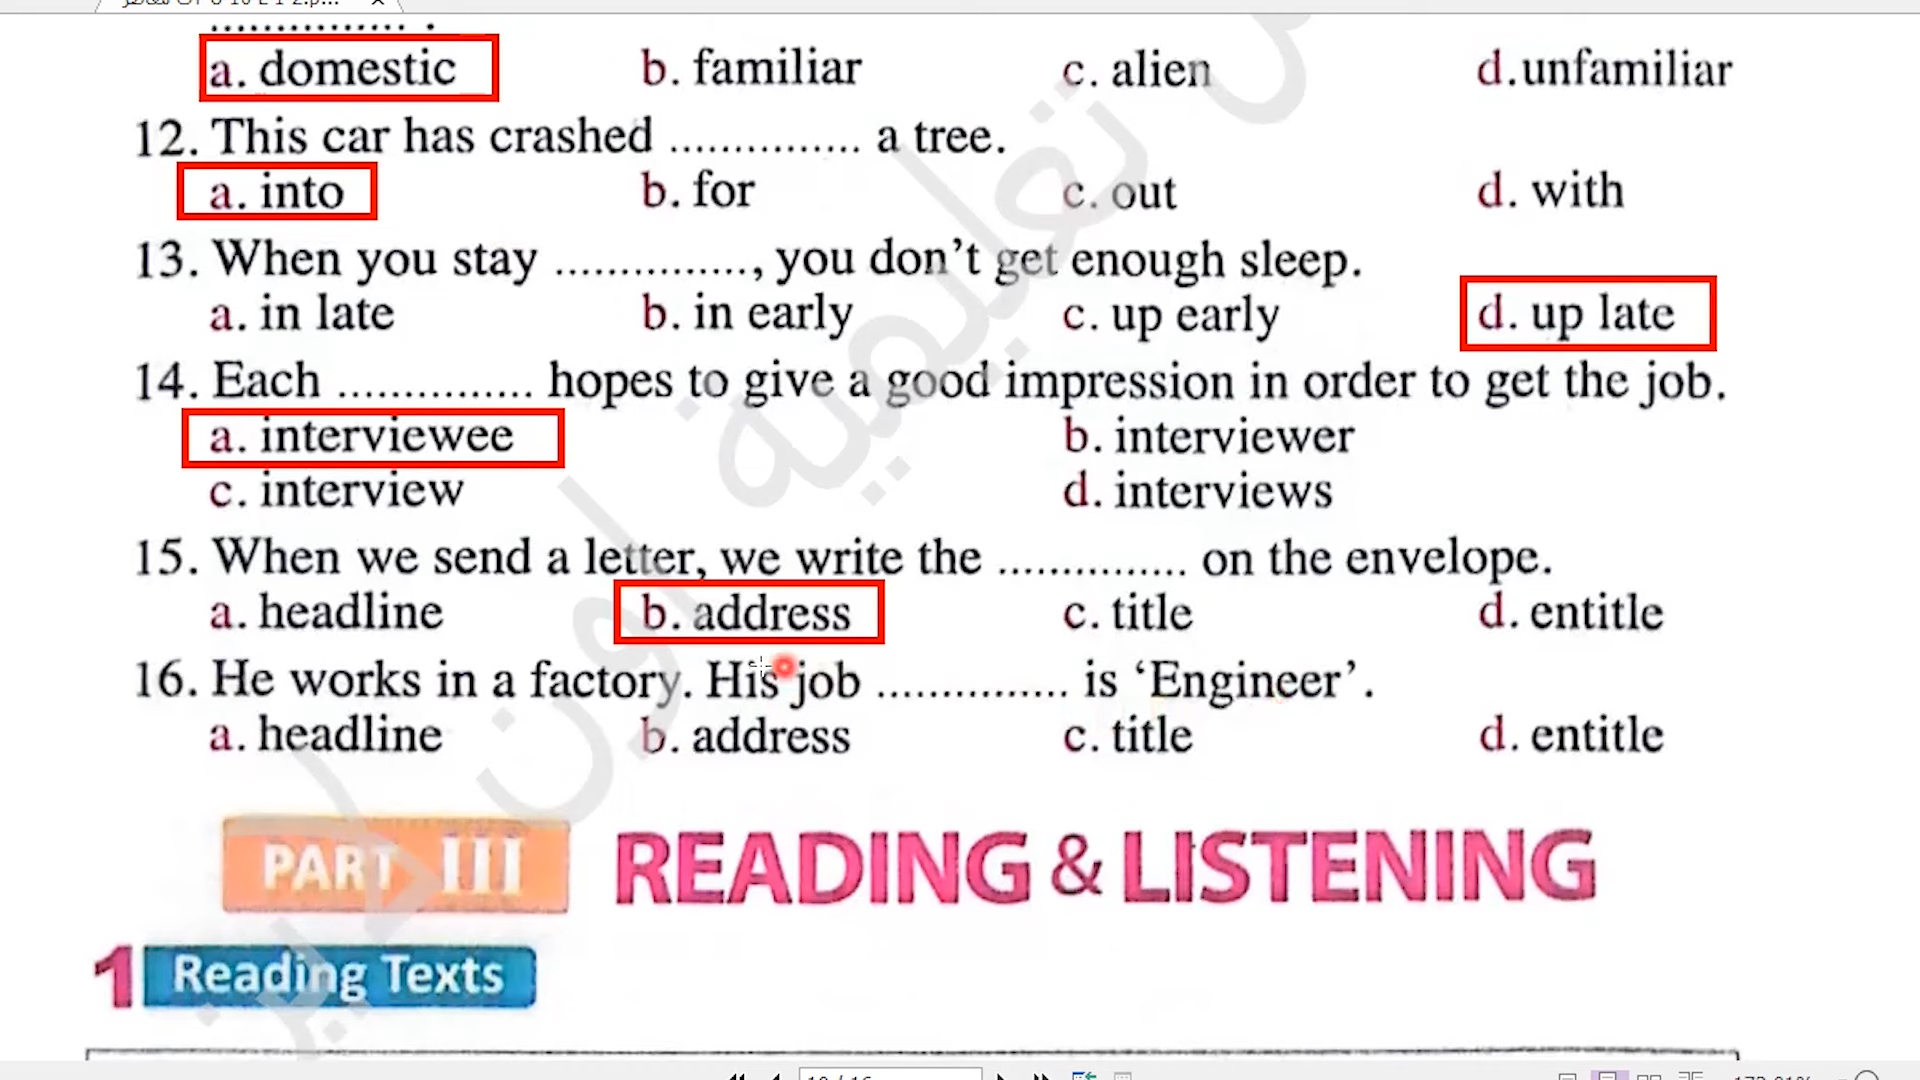 ............... .
a. domestic b. familiar c. alien d.unfamiliar
12. This car has crashed ............... a tree.
a. into b. for c. out d. with
13. When you stay ..............., you don’t get enough sleep.
a. in late b. in early c. up early d. up late
14. Each ............... hopes to give a good impression in order to get the job.
a. interviewee b. interviewer
c. interview d. interviews
15. When we send a letter, we write the ............... on the envelope.
a. headline b. address c. title d. entitle
16. He works in a factory. His job ............... is ‘Engineer’.
a. headline b. address c. title d. entitle
PART III READING & LISTENING
1 Reading Texts
تعليمية اون